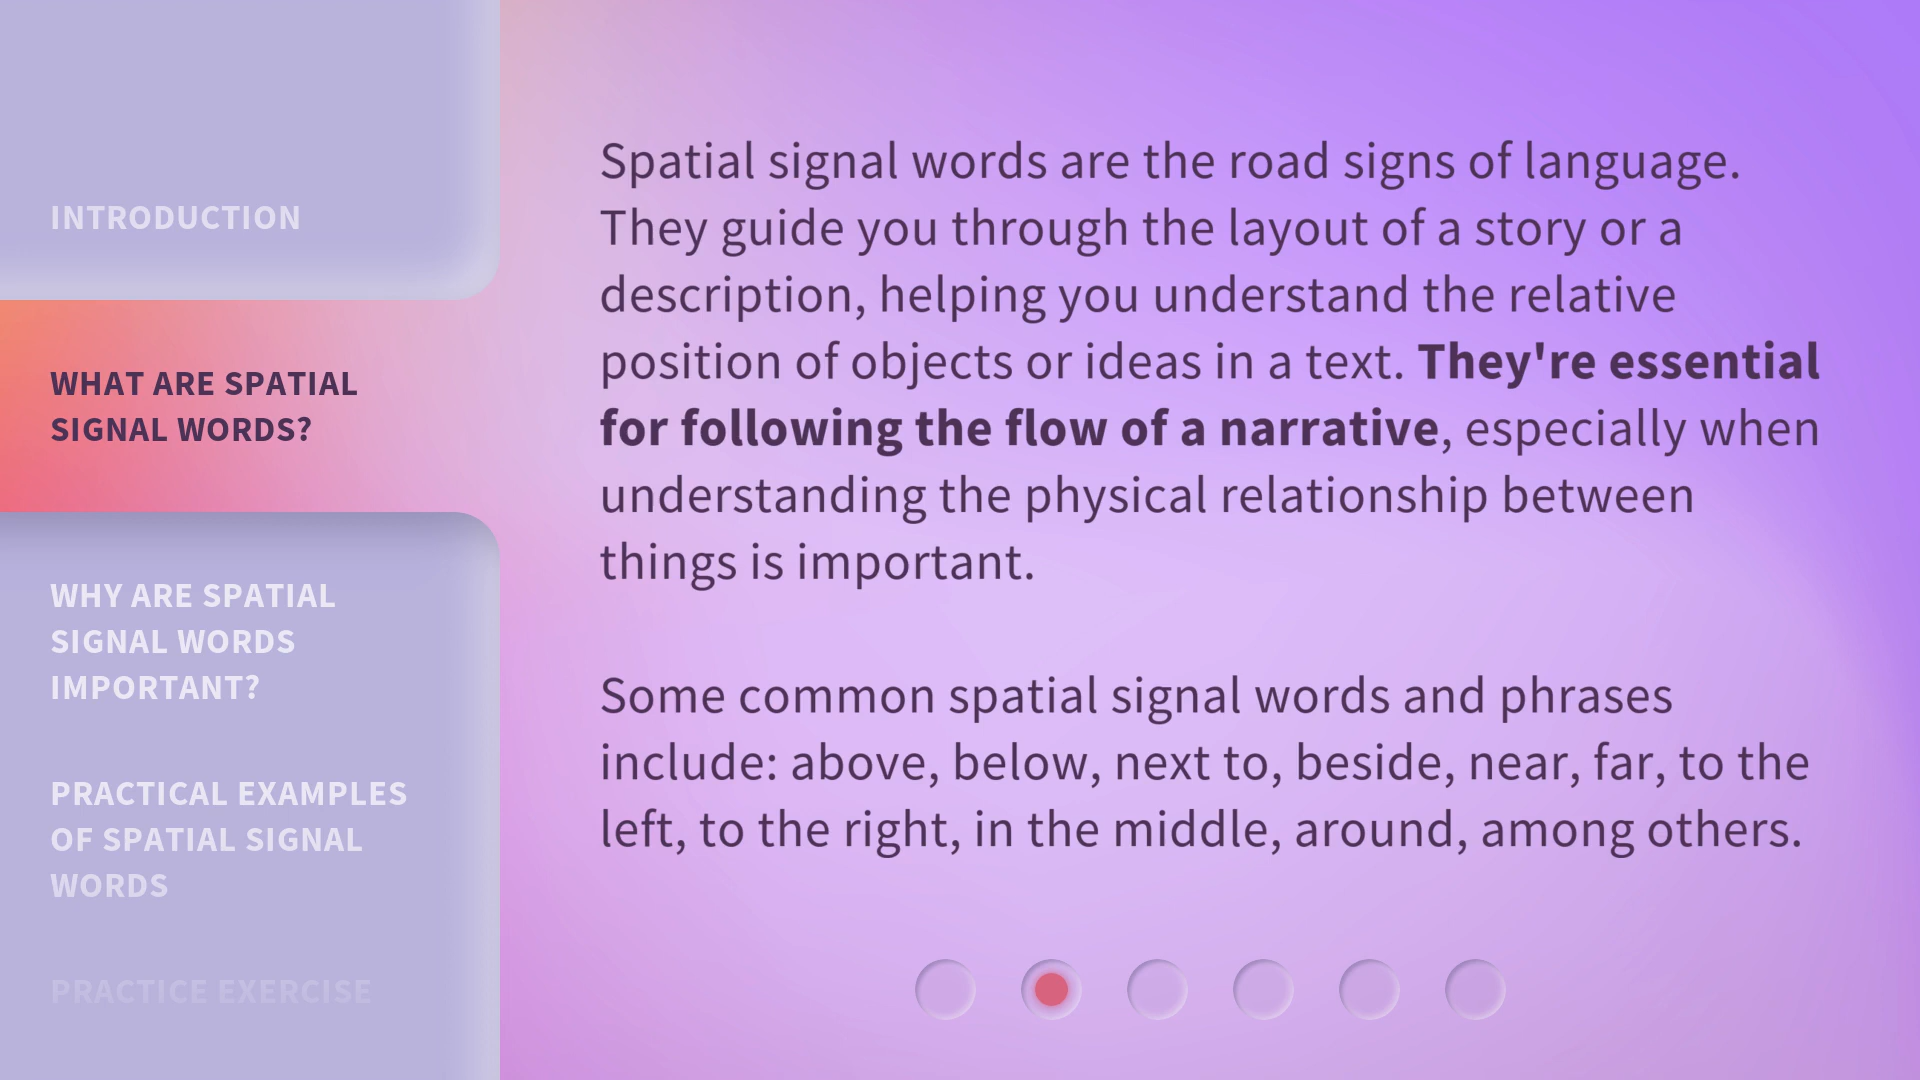 INTRODUCTION
WHAT ARE SPATIAL
SIGNAL WORDS?
WHY ARE SPATIAL
SIGNAL WORDS
IMPORTANT?
PRACTICAL EXAMPLES
OF SPATIAL SIGNAL
WORDS
PRACTICE EXERCISE
Spatial signal words are the road signs of language.
They guide you through the layout of a story or a
description, helping you understand the relative
position of objects or ideas in a text. They're essential
for following the flow of a narrative, especially when
understanding the physical relationship between
things is important.
Some common spatial signal words and phrases
include: above, below, next to, beside, near, far, to the
left, to the right, in the middle, around, among others.